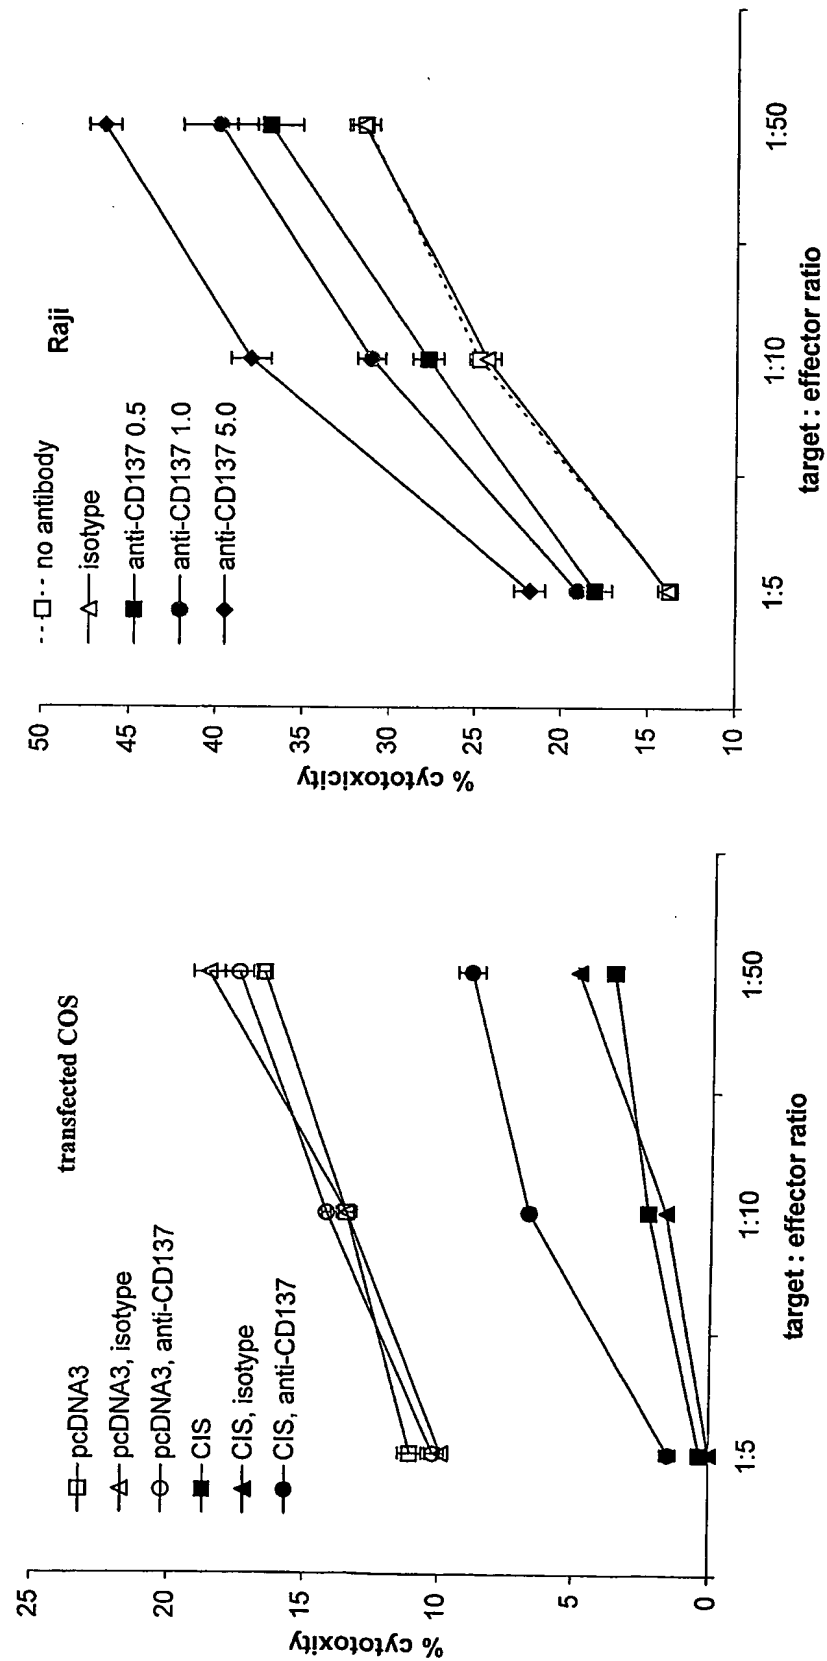 transfected COS
pcDNA3
pcDNA3, isotype
pcDNA3, anti-CD137
CIS
CIS, isotype
CIS, anti-CD137
% cytotoxicity
25
20
15
10
5
0
1:5
1:10
1:50
target : effector ratio
Raji
no antibody
isotype
anti-CD137 0.5
anti-CD137 1.0
anti-CD137 5.0
% cytotoxicity
50
45
40
35
30
25
20
15
10
1:5
1:10
1:50
target : effector ratio